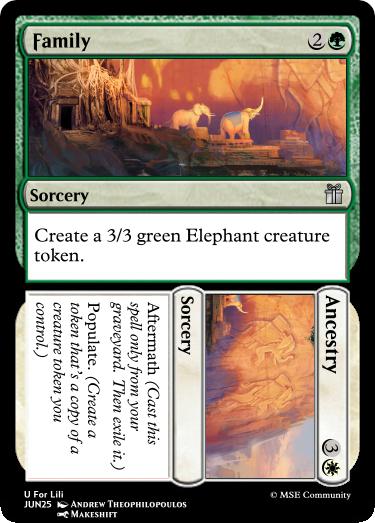 Family 2
Sorcery
Create a 3/3 green Elephant creature
token.
Ancestry 3
Sorcery
Aftermath (Cast this
spell only from your
graveyard. Then exile it.)
Populate. (Create a
token that's a copy of a
creature token you
control.)
U For Lili
JUN25 Andrew Theophilopoulos
Makeshift
© MSE Community